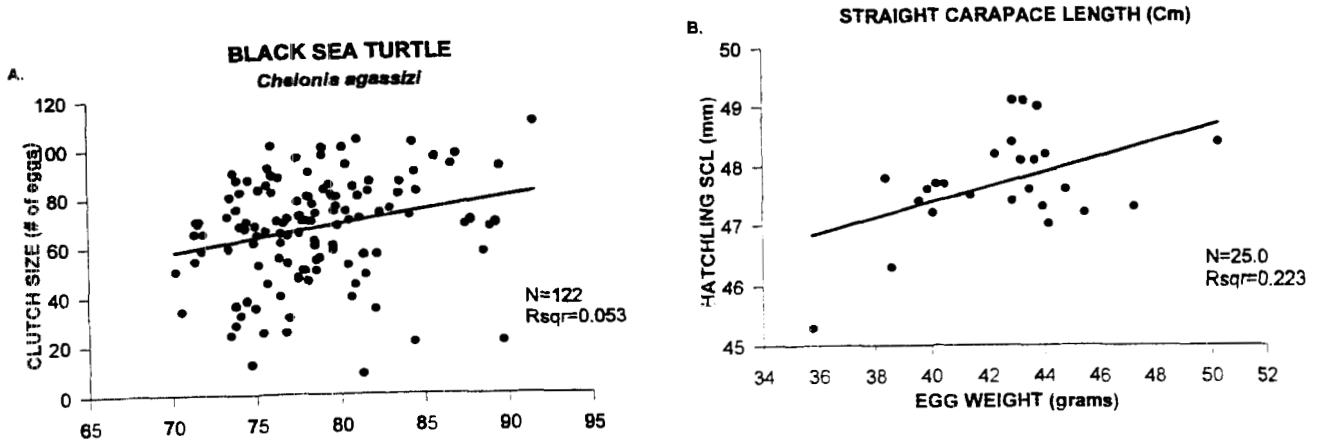 A.
BLACK SEA TURTLE
Chelonia agassizi
CLUTCH SIZE (# of eggs)
120
100
80
60
40
20
0
65 70 75 80 85 90 95
N=122
Rsqr=0.053
B.
STRAIGHT CARAPACE LENGTH (Cm)
HATCHLING SCL (mm)
50
49
48
47
46
45
34 36 38 40 42 44 46 48 50 52
EGG WEIGHT (grams)
N=25.0
Rsqr=0.223